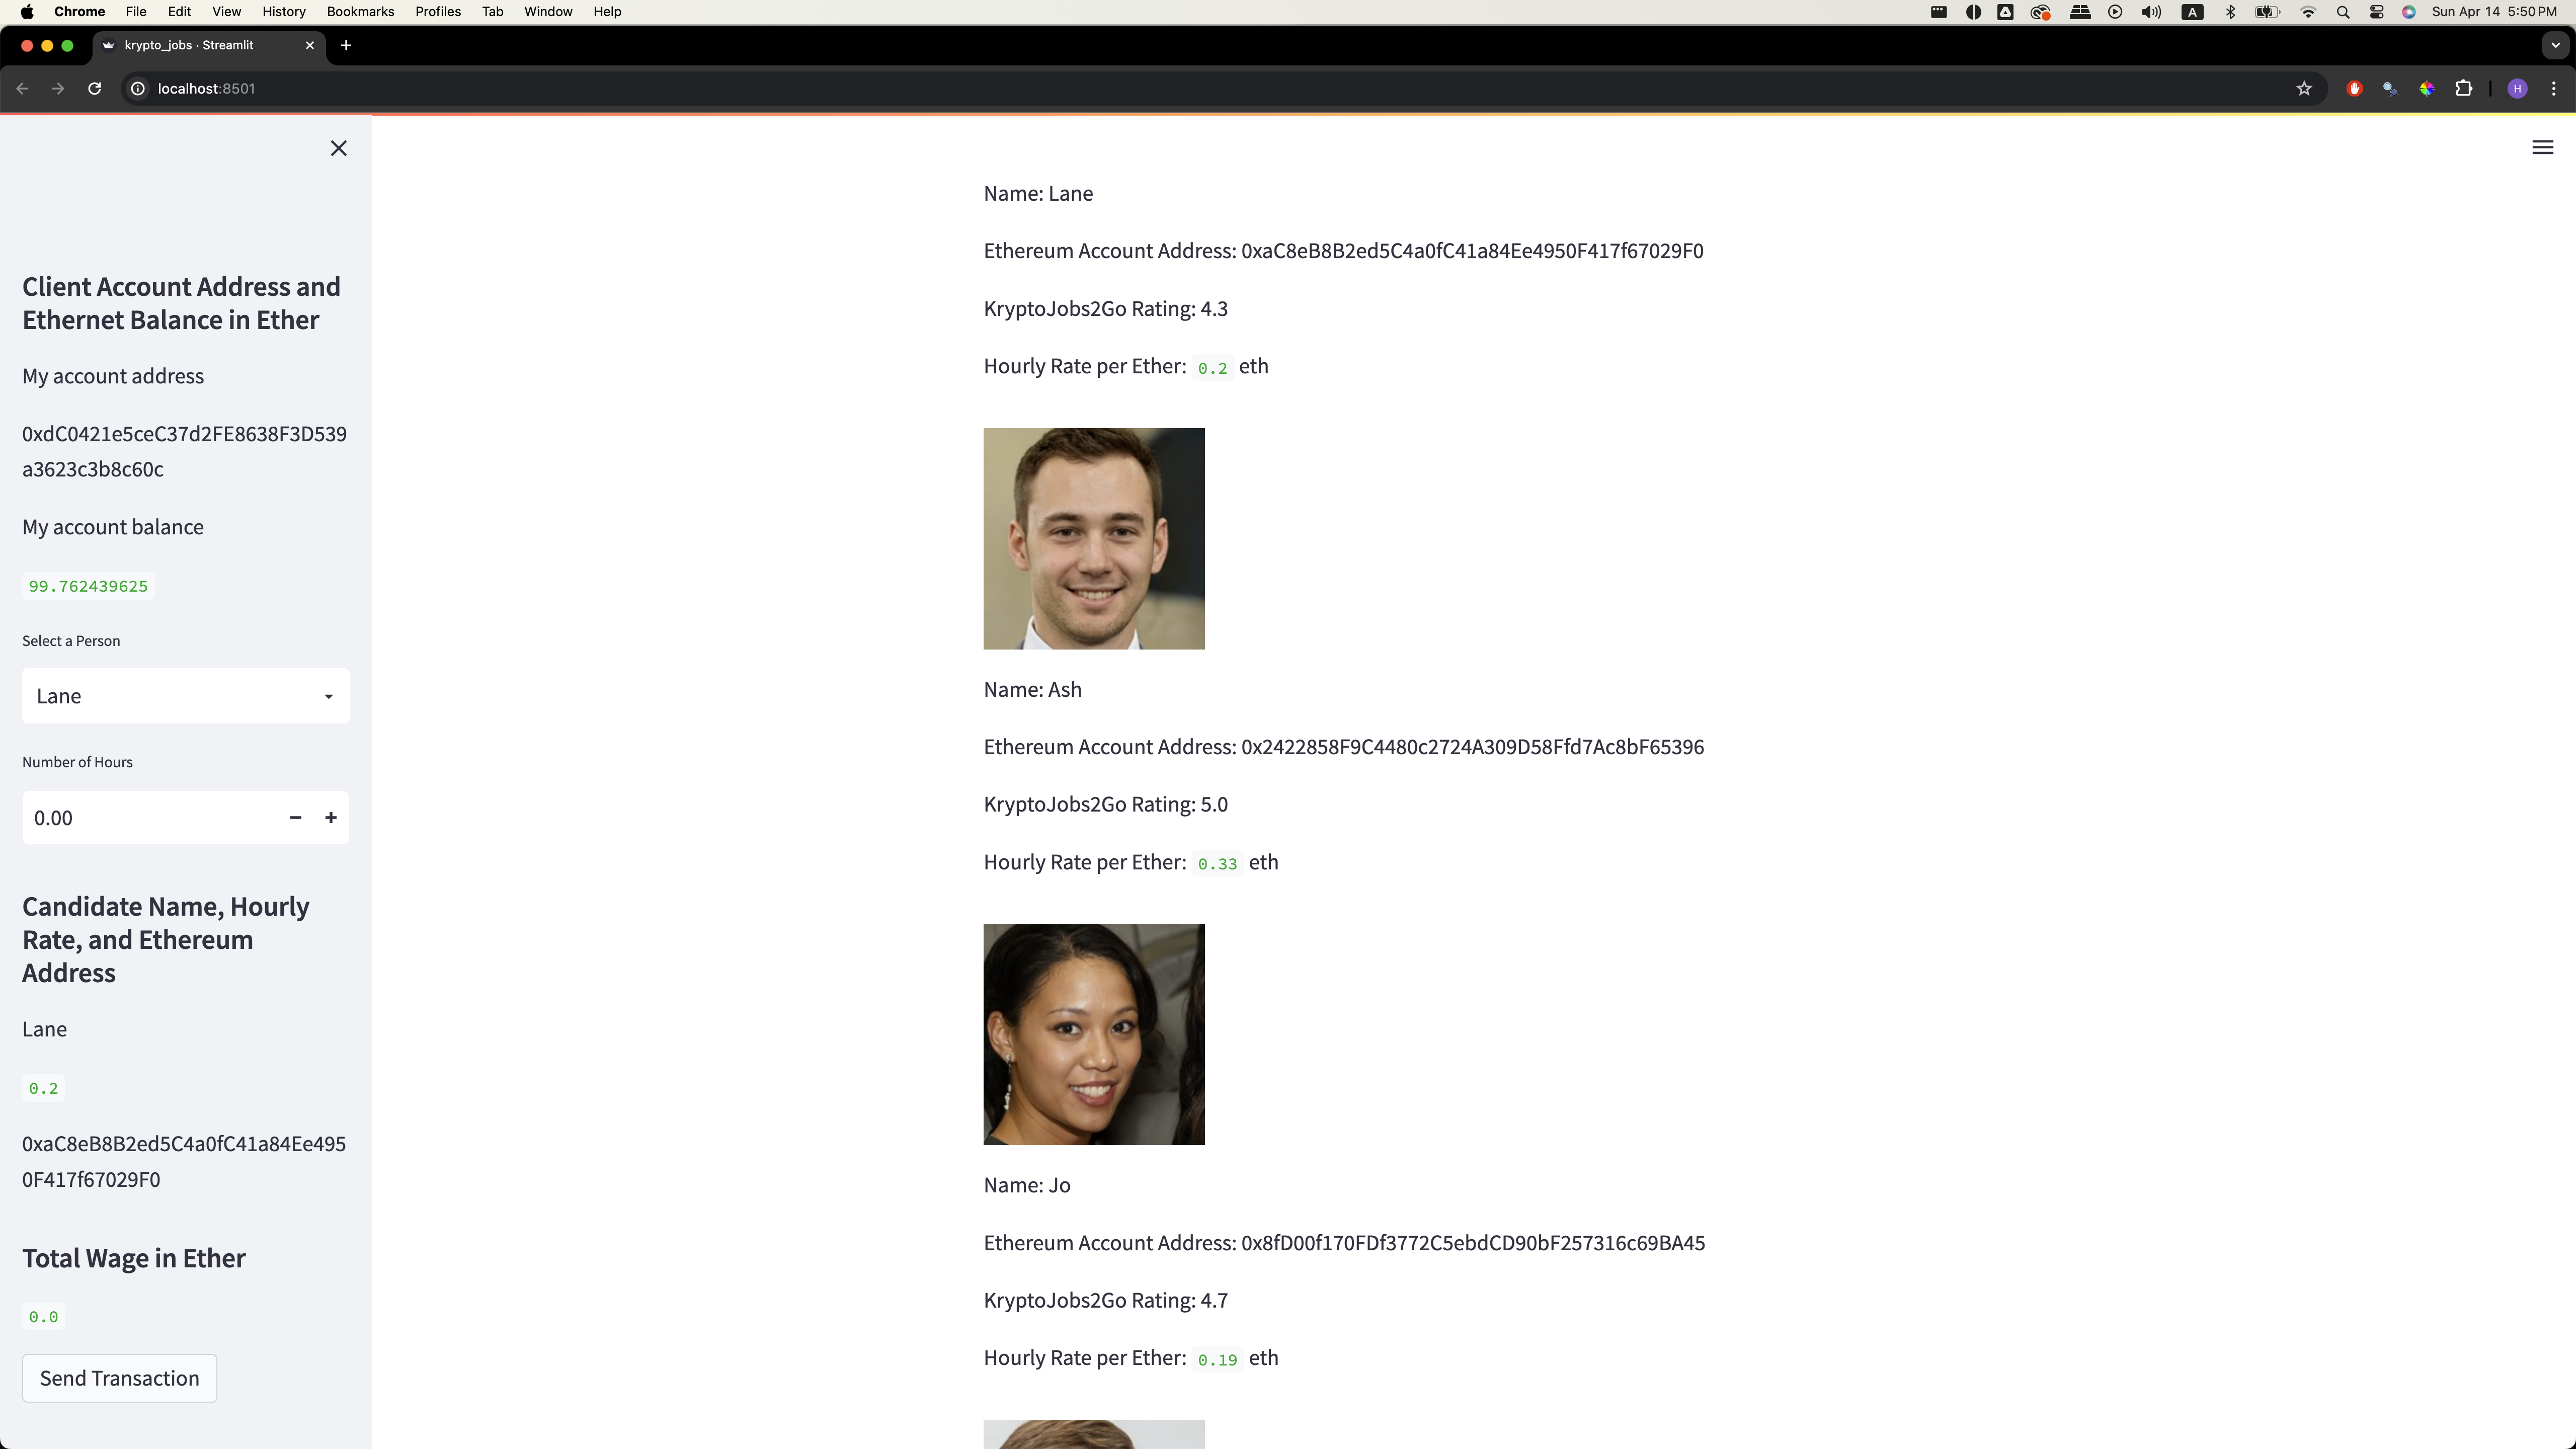 Chrome File Edit View History Bookmarks Profiles Tab Window Help
A
Sun Apr 14 5:50 PM
krypto_jobs · Streamlit
localhost:8501
H
Client Account Address and
Ethernet Balance in Ether
My account address
0xdC0421e5ceC37d2FE8638F3D539
a3623c3b8c60c
My account balance
99.762439625
Select a Person
Lane
Number of Hours
0.00
Candidate Name, Hourly
Rate, and Ethereum
Address
Lane
0.2
0xaC8eB8B2ed5C4a0fC41a84Ee495
0F417f67029F0
Total Wage in Ether
0.0
Send Transaction
Name: Lane
Ethereum Account Address: 0xaC8eB8B2ed5C4a0fC41a84Ee4950F417f67029F0
KryptoJobs2Go Rating: 4.3
Hourly Rate per Ether: 0.2 eth
Name: Ash
Ethereum Account Address: 0x2422858F9C4480c2724A309D58Ffd7Ac8bF65396
KryptoJobs2Go Rating: 5.0
Hourly Rate per Ether: 0.33 eth
Name: Jo
Ethereum Account Address: 0x8fD00f170FDf3772C5ebdCD90bF257316c69BA45
KryptoJobs2Go Rating: 4.7
Hourly Rate per Ether: 0.19 eth